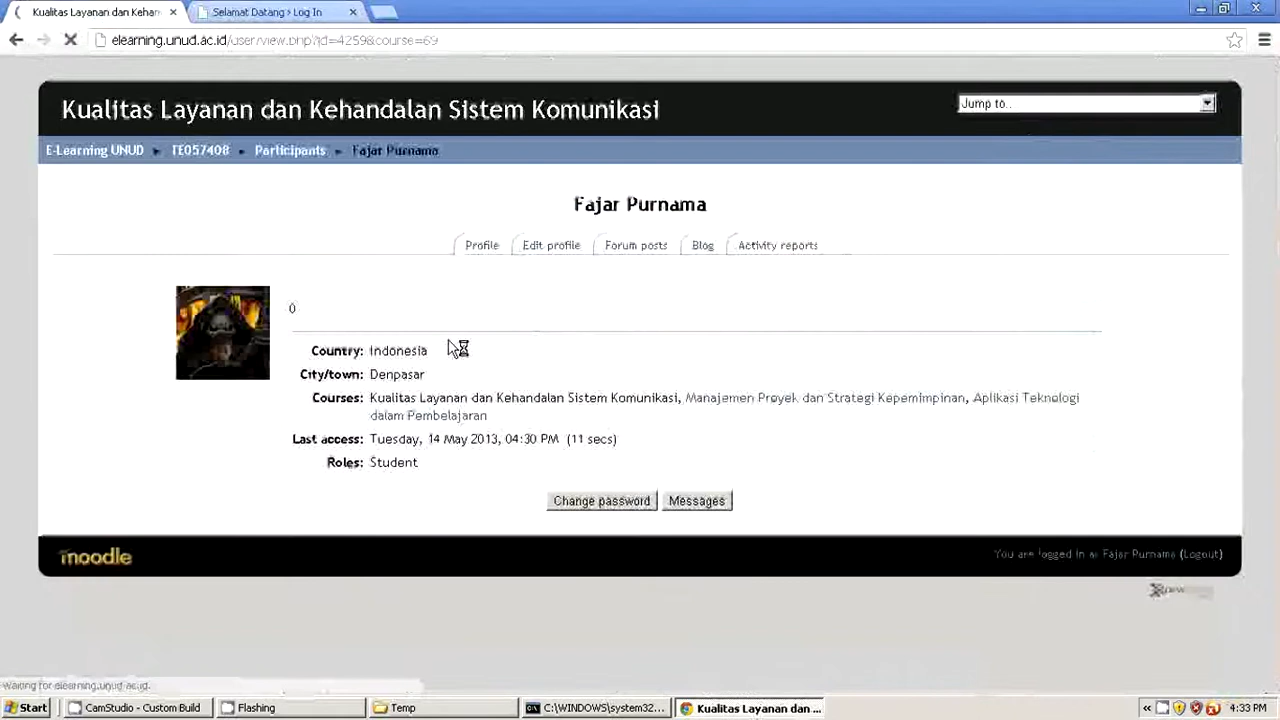 Kualitas Layanan dan Kehan
Selamat Datang › Log In
elearning.unud.ac.id/user/view.php?id=4259&course=69
Kualitas Layanan dan Kehandalan Sistem Komunikasi
Jump to..
E-Learning UNUD ► TE057408 ► Participants ► Fajar Purnama
Fajar Purnama
Profile Edit profile Forum posts Blog Activity reports
0
Country: Indonesia
City/town: Denpasar
Courses: Kualitas Layanan dan Kehandalan Sistem Komunikasi, Manajemen Proyek dan Strategi Kepemimpinan, Aplikasi Teknologi
dalam Pembelajaran
Last access: Tuesday, 14 May 2013, 04:30 PM (11 secs)
Roles: Student
Change password Messages
moodle
You are logged in as Fajar Purnama (Logout)
Waiting for elearning.unud.ac.id.
Start CamStudio - Custom Build Flashing Temp C:\WINDOWS\system32... Kualitas Layanan dan ... « 4:33 PM